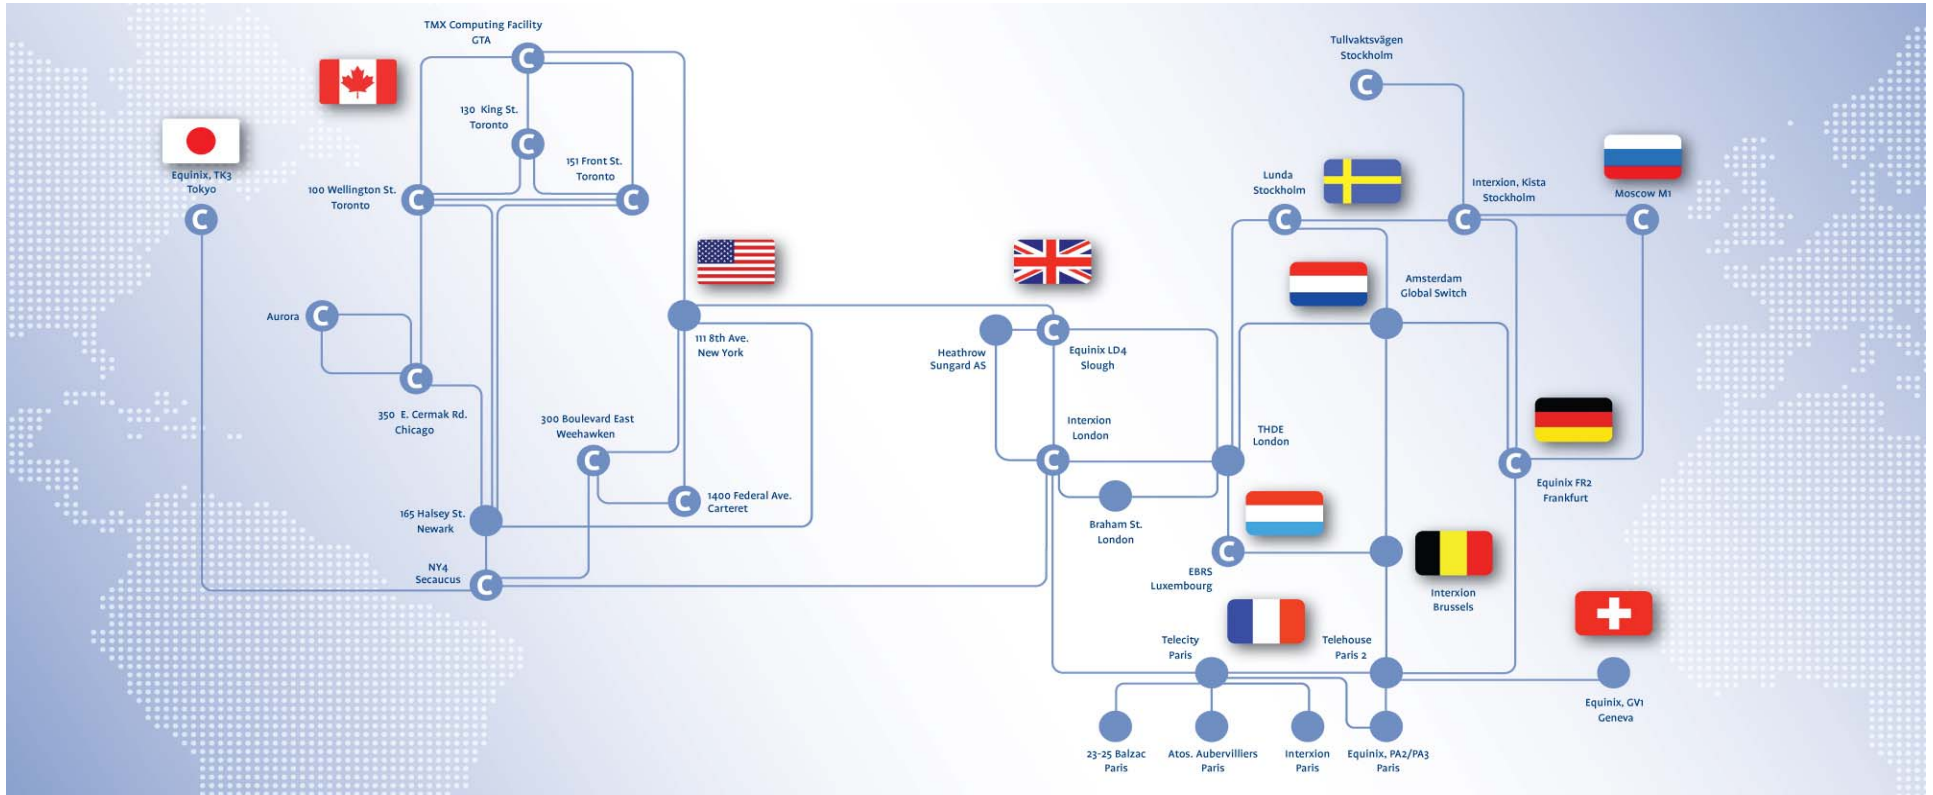 TMX Computing Facility
GTA
C
130 King St.
Toronto
C
151 Front St.
Toronto
C
100 Wellington St.
Toronto
C
Equinix, TK3
Tokyo
C
Aurora
C
C
350 E. Cermak Rd.
Chicago
111 8th Ave.
New York
300 Boulevard East
Weehawken
C
C
1400 Federal Ave.
Carteret
165 Halsey St.
Newark
NY4
Secaucus
C
Heathrow
Sungard AS
C
Equinix LD4
Slough
Interxion
London
C
Braham St.
London
THDE
London
C
EBRS
Luxembourg
Tullvaktsvägen
Stockholm
C
Lunda
Stockholm
C
Interxion, Kista
Stockholm
C
Moscow M1
C
Amsterdam
Global Switch
C
Equinix FR2
Frankfurt
Interxion
Brussels
Telecity
Paris
Telehouse
Paris 2
Equinix, GV1
Geneva
23-25 Balzac
Paris
Atos. Aubervilliers
Paris
Interxion
Paris
Equinix, PA2/PA3
Paris